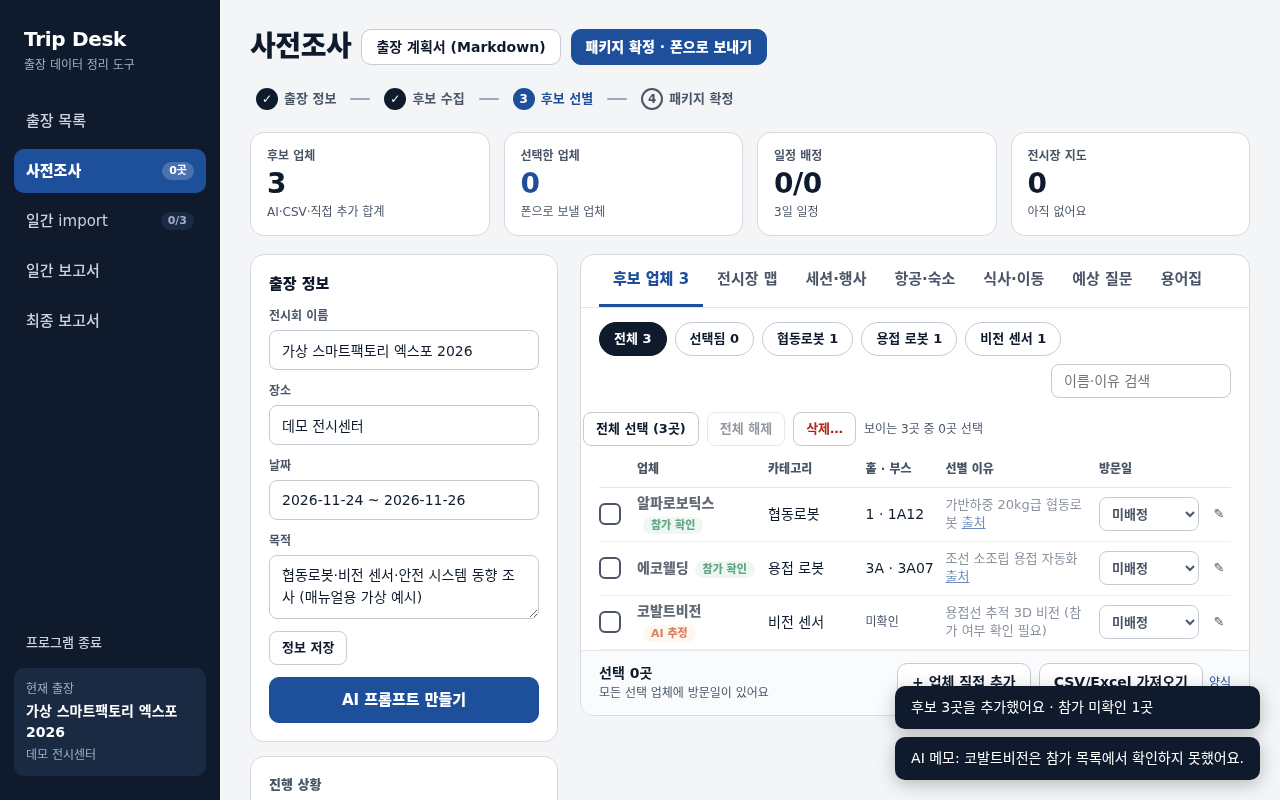 Trip Desk
출장 데이터 정리 도구
출장 목록
사전조사 0곳
일간 import 0/3
일간 보고서
최종 보고서
프로그램 종료
현재 출장
가상 스마트팩토리 엑스포
2026
데모 전시센터
사전조사 출장 계획서 (Markdown) 패키지 확정 · 폰으로 보내기
✓ 출장 정보 ✓ 후보 수집 3 후보 선별 4 패키지 확정
후보 업체
3
AI·CSV·직접 추가 합계
선택한 업체
0
폰으로 보낼 업체
일정 배정
0/0
3일 일정
전시장 지도
0
아직 없어요
출장 정보
전시회 이름
가상 스마트팩토리 엑스포 2026
장소
데모 전시센터
날짜
2026-11-24 ~ 2026-11-26
목적
협동로봇·비전 센서·안전 시스템 동향 조
사 (매뉴얼용 가상 예시)
정보 저장
AI 프롬프트 만들기
진행 상황
후보 업체 3 전시장 맵 세션·행사 항공·숙소 식사·이동 예상 질문 용어집
전체 3 선택됨 0 협동로봇 1 용접 로봇 1 비전 센서 1
이름·이유 검색
전체 선택 (3곳) 전체 해제 삭제... 보이는 3곳 중 0곳 선택
업체 카테고리 홀 · 부스 선별 이유 방문일
알파로보틱스 참가 확인 협동로봇 1 · 1A12 가반하중 20kg급 협동로
봇 출처 미배정 ✎
에코웰딩 참가 확인 용접 로봇 3A · 3A07 조선 소조립 용접 자동화
출처 미배정 ✎
코발트비전 AI 추정 비전 센서 미확인 용접선 추적 3D 비전 (참
가 여부 확인 필요) 미배정 ✎
선택 0곳
모든 선택 업체에 방문일이 있어요
+ 업체 직접 추가 CSV/Excel 가져오기 양식
후보 3곳을 추가했어요 · 참가 미확인 1곳
AI 메모: 코발트비전은 참가 목록에서 확인하지 못했어요.